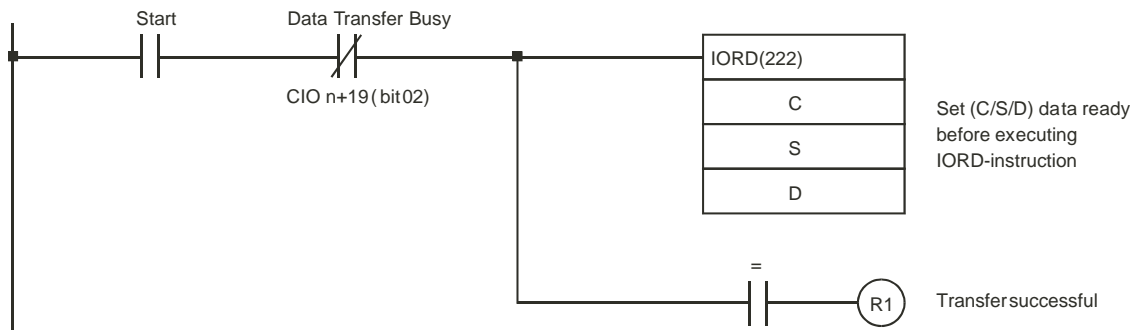 Start
Data Transfer Busy
CIO n+19 (bit02)
IORD(222)
C
S
D
Set (C/S/D) data ready
before executing
IORD-instruction
=
R1
Transfer successful